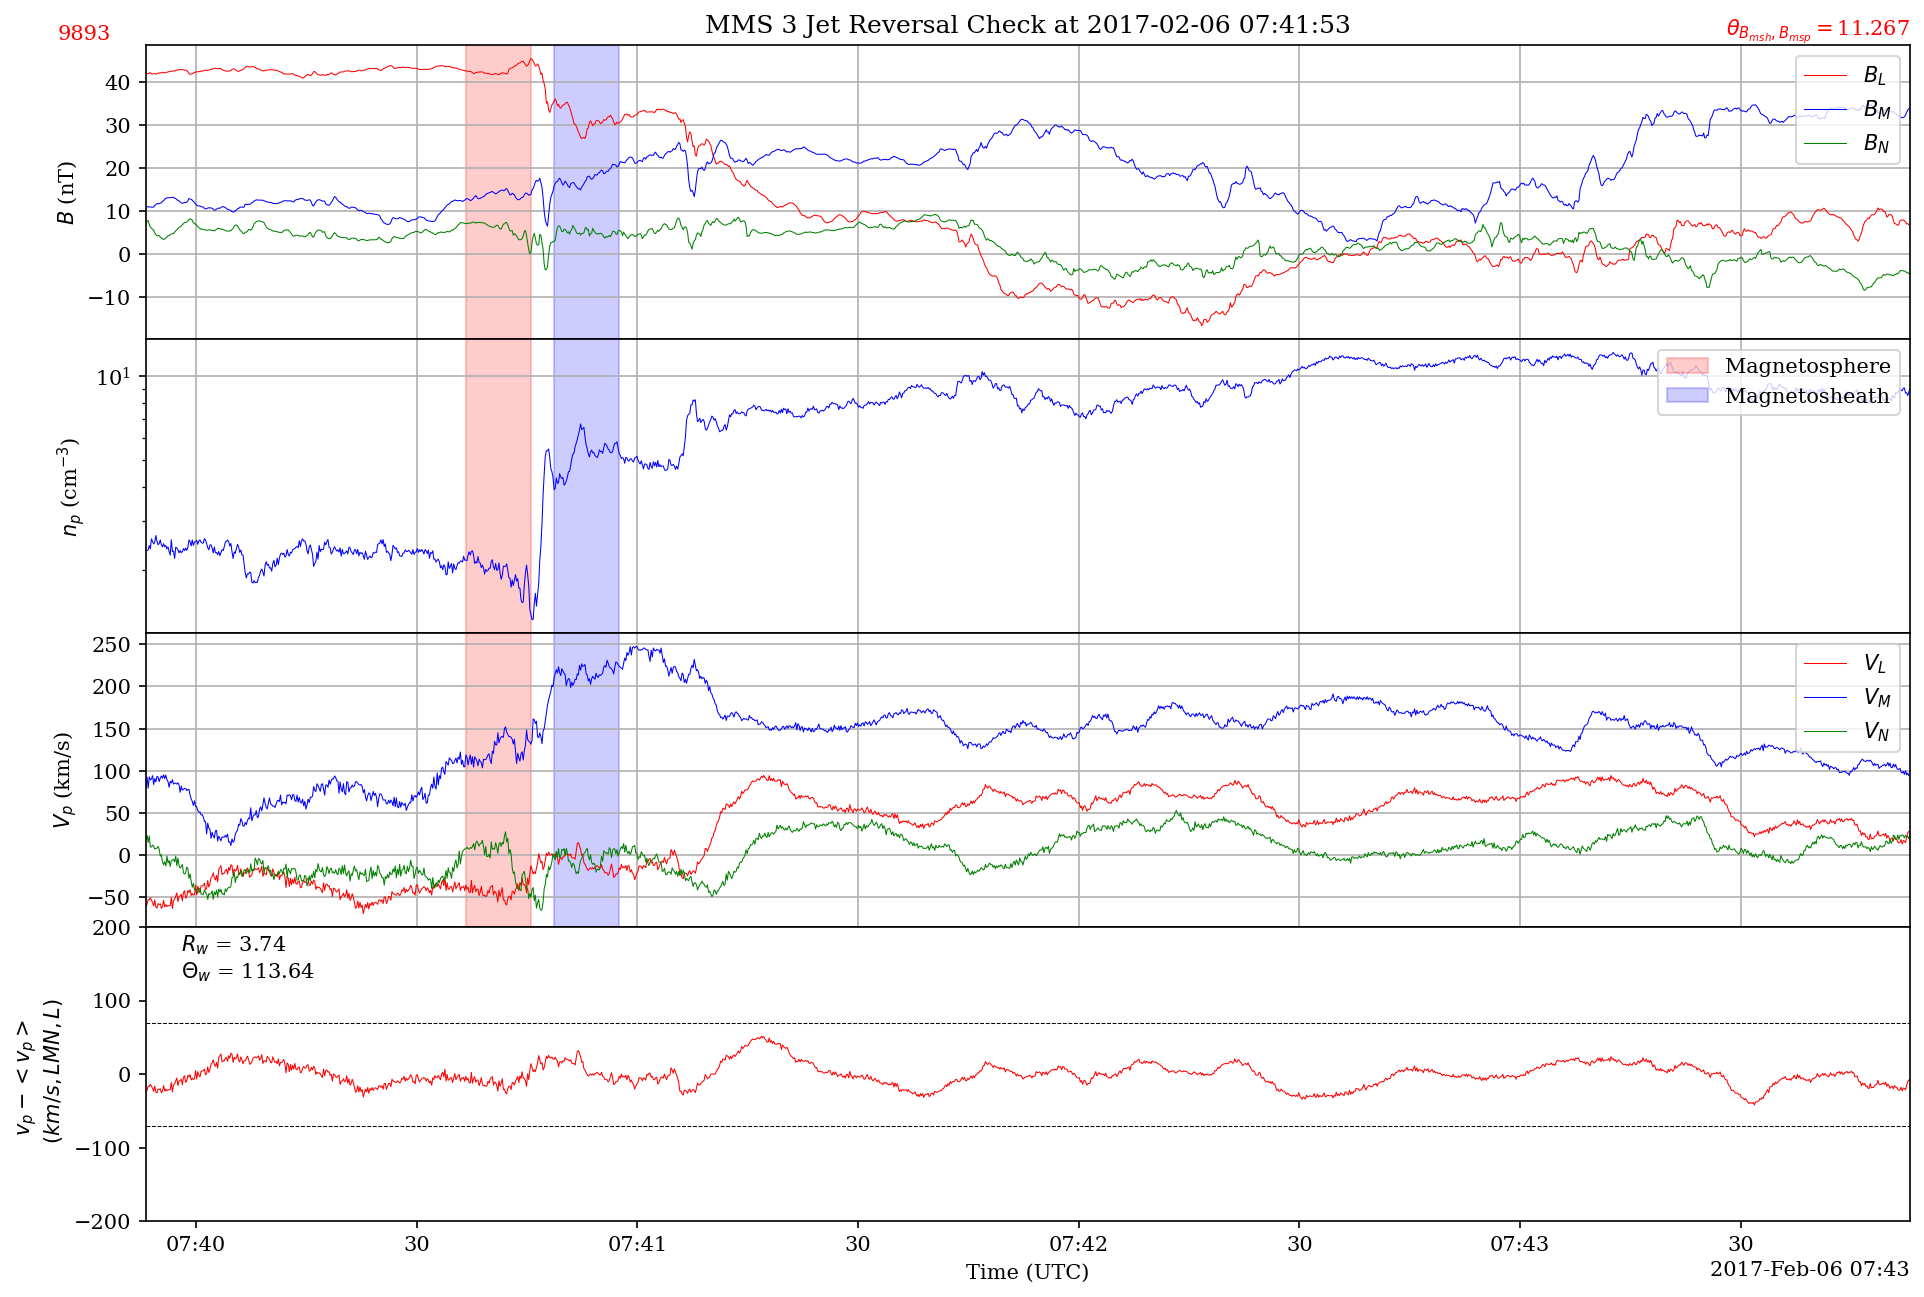 9893
MMS 3 Jet Reversal Check at 2017-02-06 07:41:53
θ_{B_{msh}, B_{msp}} = 11.267
B (nT)
40
30
20
10
0
−10
B_L
B_M
B_N
n_p (cm^{−3})
10^1
Magnetosphere
Magnetosheath
V_p (km/s)
250
200
150
100
50
0
−50
V_L
V_M
V_N
v_p − < v_p >
(km/s, LMN, L)
200
100
0
−100
−200
R_w = 3.74
Θ_w = 113.64
07:40 30 07:41 30 07:42 30 07:43 30
Time (UTC)
2017-Feb-06 07:43